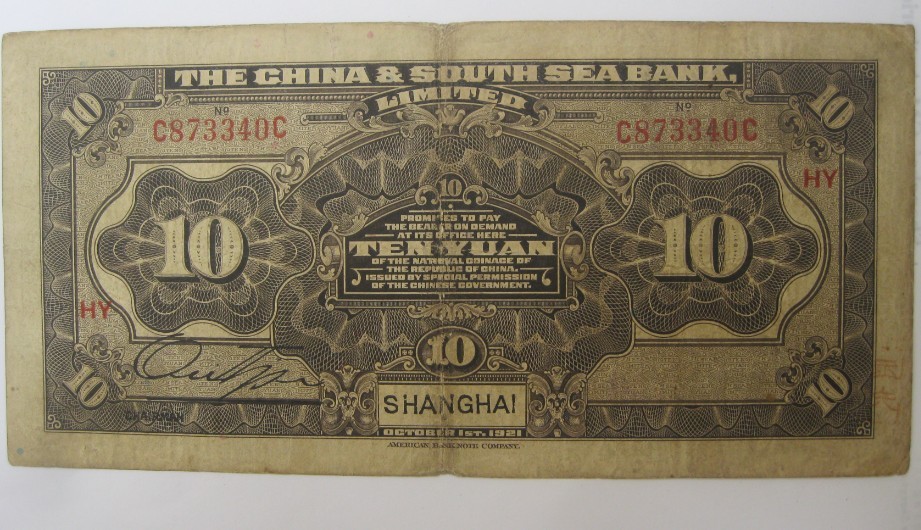 THE CHINA & SOUTH SEA BANK,
LIMITED
10 10
Nº Nº
C873340C C873340C
HY
10
PROMISES TO PAY
THE BEARER ON DEMAND
AT ITS OFFICE HERE
10 TEN YUAN 10
OF THE NATIONAL COINAGE OF
THE REPUBLIC OF CHINA.
ISSUED BY SPECIAL PERMISSION
OF THE CHINESE GOVERNMENT.
HY
10
10 10
SHANGHAI
CHAIRMAN
OCTOBER 1ST. 1921
AMERICAN BANK NOTE COMPANY.